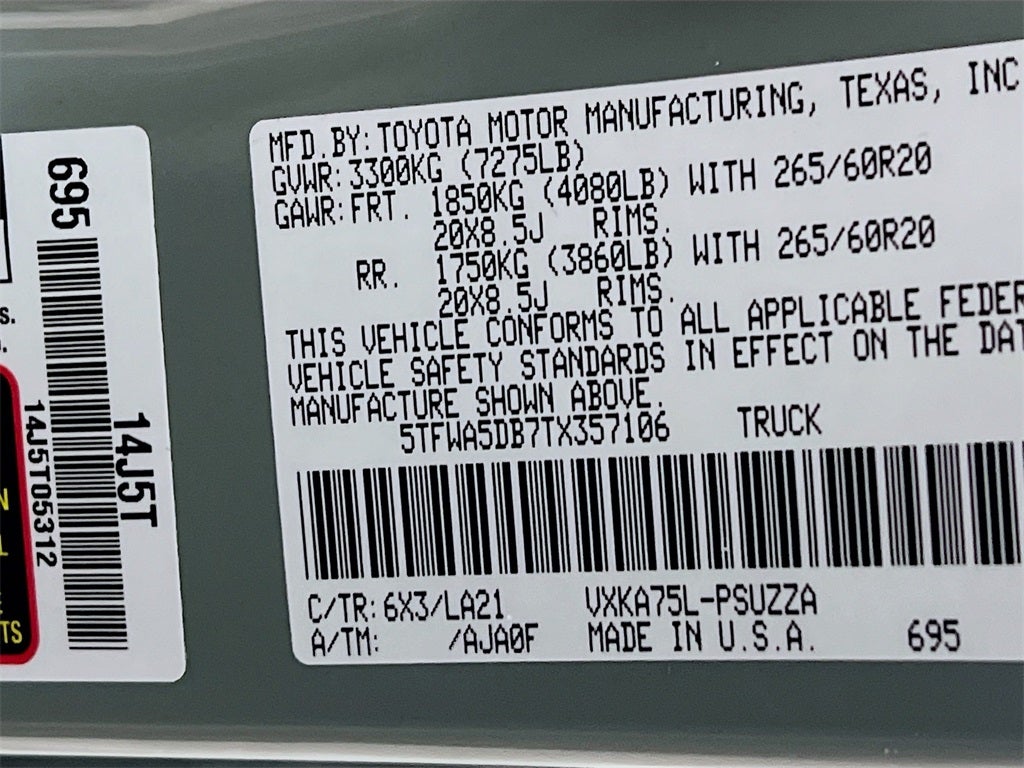 695
14J5T
14J5T05312
s.
TS
MFD.BY:TOYOTA MOTOR MANUFACTURING, TEXAS, INC
GVWR:3300KG (7275LB)
GAWR:FRT. 1850KG (4080LB) WITH 265/60R20
20X8.5J RIMS.
RR. 1750KG (3860LB) WITH 265/60R20
20X8.5J RIMS.
THIS VEHICLE CONFORMS TO ALL APPLICABLE FEDER
VEHICLE SAFETY STANDARDS IN EFFECT ON THE DAT
MANUFACTURE SHOWN ABOVE.
5TFWA5DB7TX357106 TRUCK
C/TR:6X3/LA21 VXKA75L-PSUZZA
A/TM: /AJA0F MADE IN U.S.A. 695